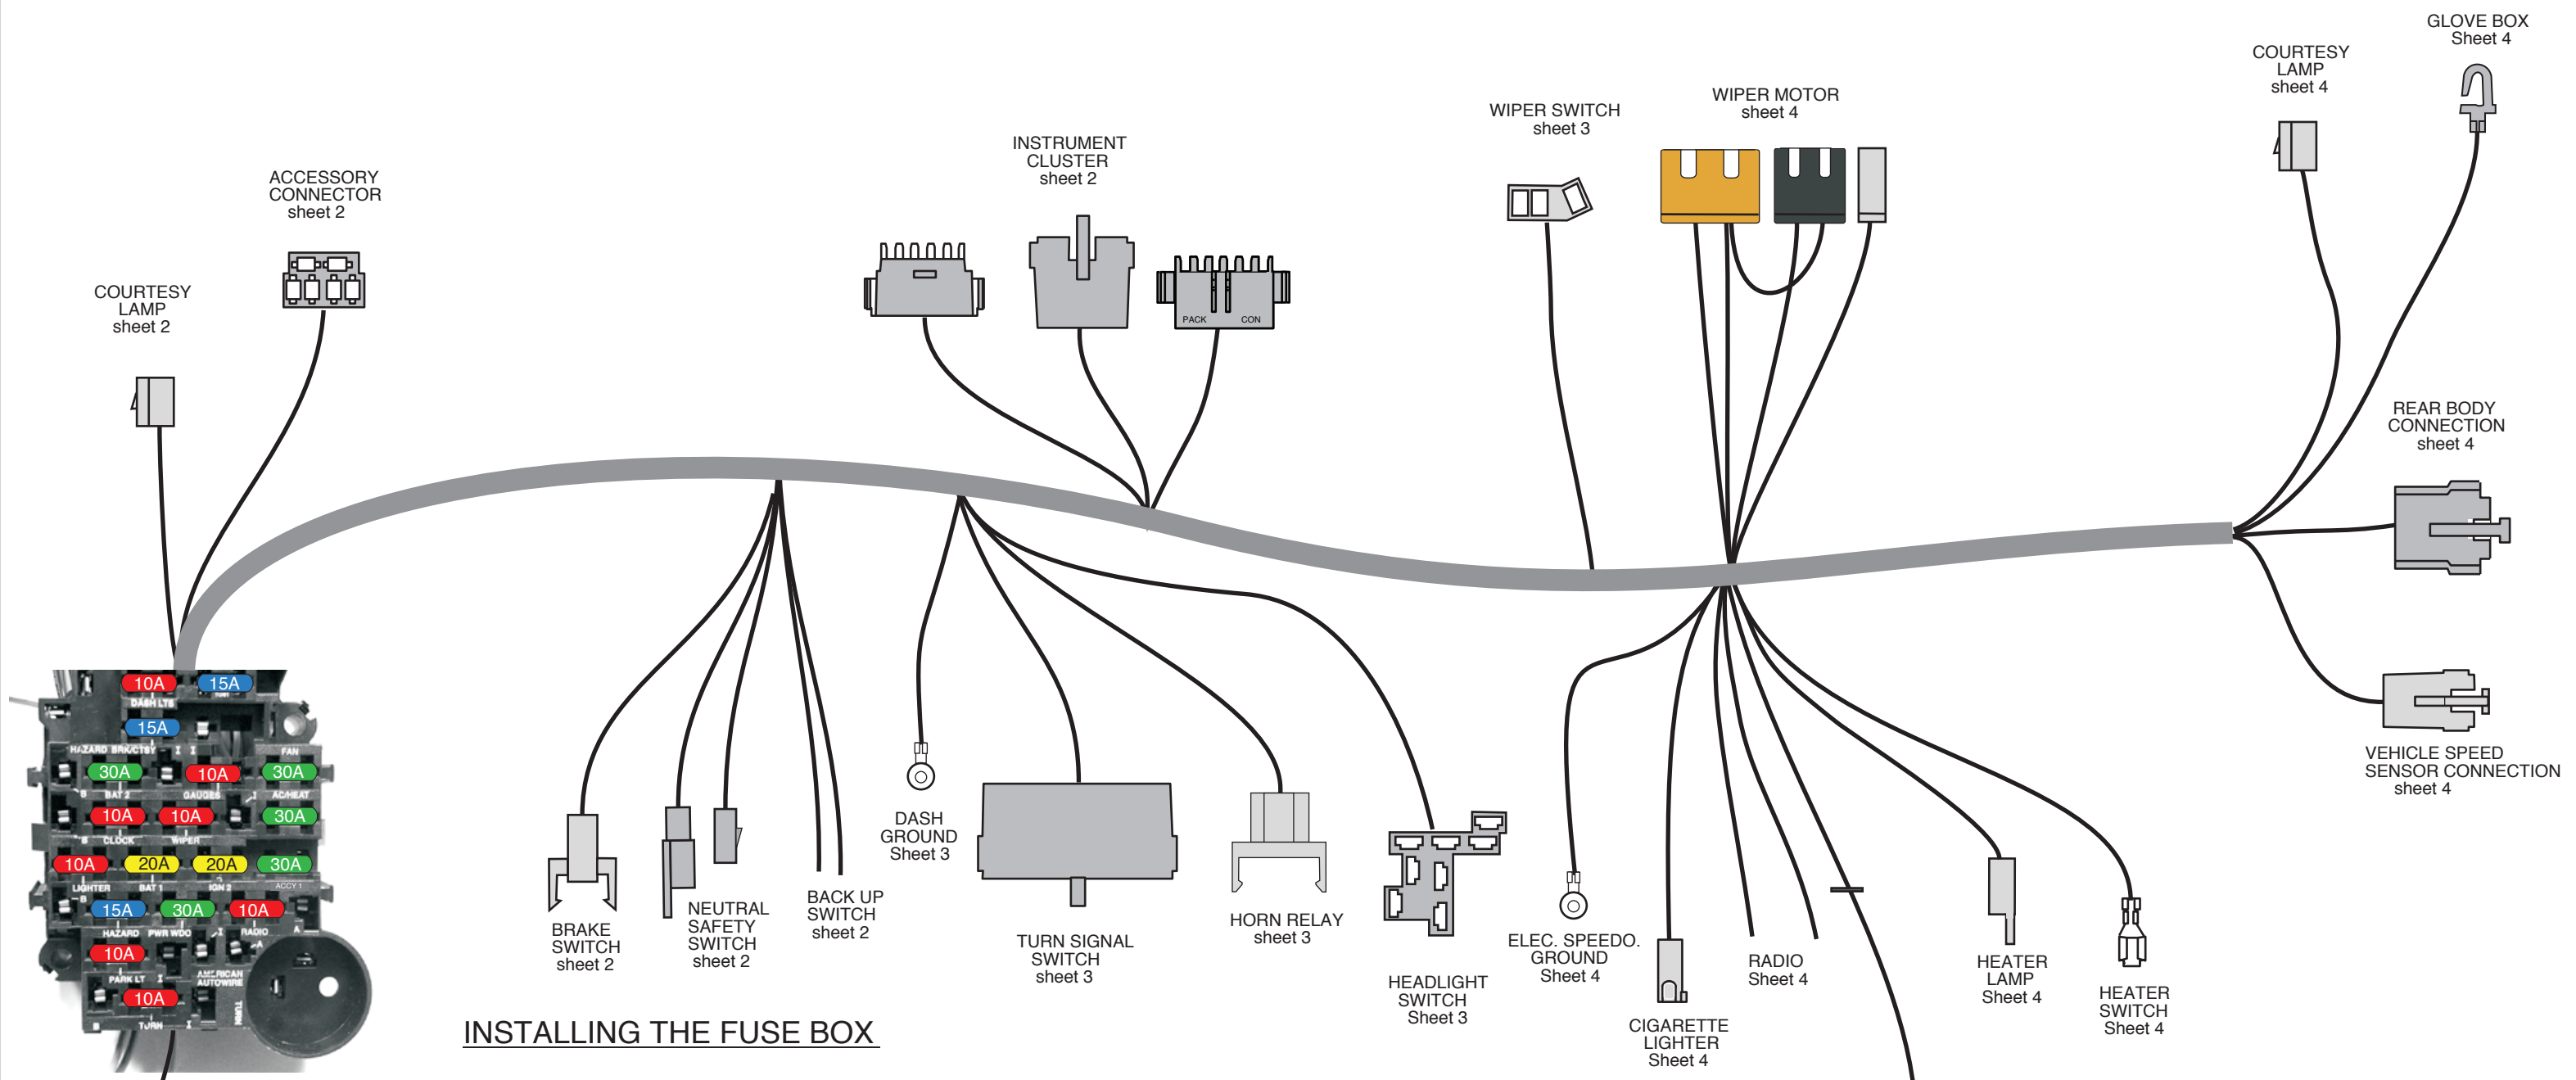 GLOVE BOX
Sheet 4
COURTESY
LAMP
sheet 4
WIPER MOTOR
sheet 4
WIPER SWITCH
sheet 3
INSTRUMENT
CLUSTER
sheet 2
ACCESSORY
CONNECTOR
sheet 2
COURTESY
LAMP
sheet 2
PACK CON
REAR BODY
CONNECTION
sheet 4
VEHICLE SPEED
SENSOR CONNECTION
sheet 4
10A 15A
DASH LTS
15A
HAZARD BRK/CTSY I I FAN
30A 10A 30A
B BAT 2 GAUGES I AC/HEAT
10A 10A 30A
B CLOCK WIPER
10A 20A 20A 30A
LIGHTER BAT 1 IGN 2 ACCY 1
B
15A 30A 10A
HAZARD PWR WDO I RADIO A
A
10A
PARK LT I AMERICAN
AUTOWIRE
10A
TURN
B TURN I
BRAKE
SWITCH
sheet 2
NEUTRAL
SAFETY
SWITCH
sheet 2
BACK UP
SWITCH
sheet 2
DASH
GROUND
Sheet 3
TURN SIGNAL
SWITCH
sheet 3
HORN RELAY
sheet 3
HEADLIGHT
SWITCH
Sheet 3
ELEC. SPEEDO.
GROUND
Sheet 4
CIGARETTE
LIGHTER
Sheet 4
RADIO
Sheet 4
HEATER
LAMP
Sheet 4
HEATER
SWITCH
Sheet 4
INSTALLING THE FUSE BOX